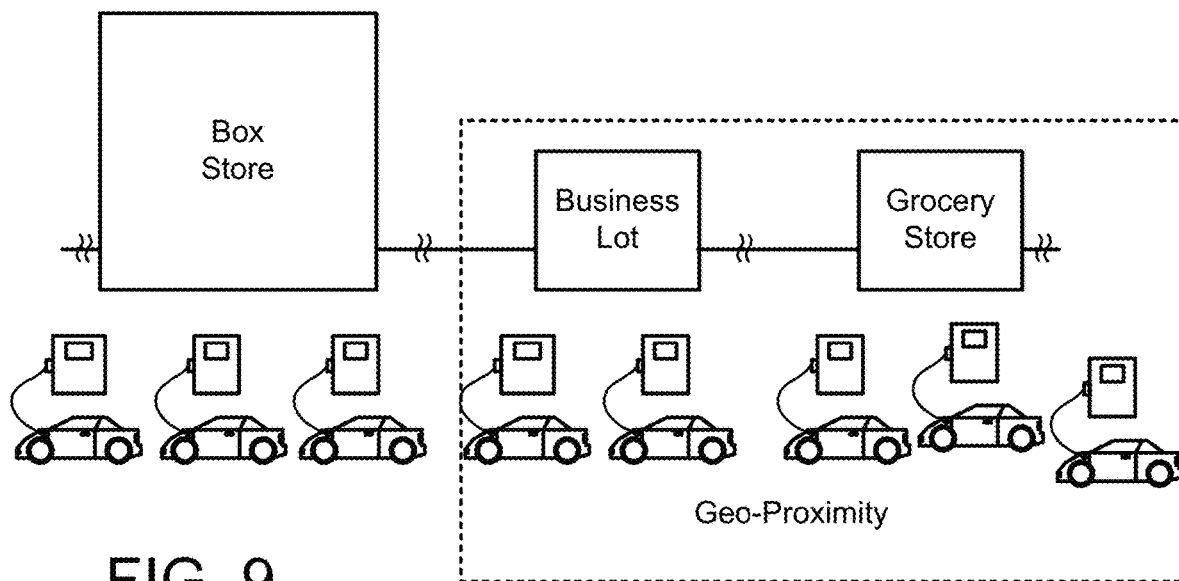 Box
Store
Business
Lot
Grocery
Store
Geo-Proximity
FIG. 9